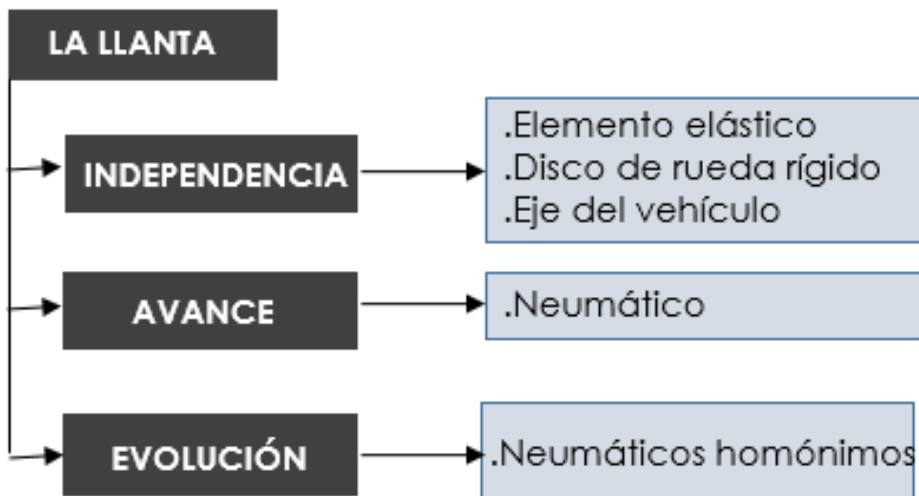 LA LLANTA
INDEPENDENCIA
.Elemento elástico
.Disco de rueda rígido
.Eje del vehículo
AVANCE
.Neumático
EVOLUCIÓN
.Neumáticos homónimos